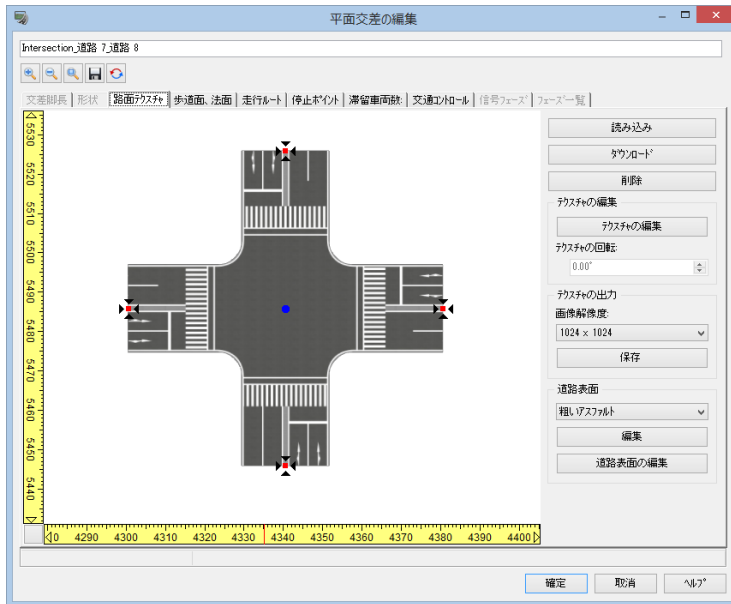 平面交差の編集
Intersection_道路 7_道路 8
交差脚長 形状 路面ﾃｸｽﾁｬ 歩道面、法面 走行ﾙｰﾄ 停止ﾎﾟｲﾝﾄ 滞留車両数: 交通ｺﾝﾄﾛｰﾙ 信号ﾌｪｰｽﾞ ﾌｪｰｽﾞ一覧
5530
5520
5510
5500
5490
5480
5470
5460
5450
5440
読み込み
ﾀﾞｳﾝﾛｰﾄﾞ
削除
ﾃｸｽﾁｬの編集
ﾃｸｽﾁｬの編集
ﾃｸｽﾁｬの回転:
0.00°
ﾃｸｽﾁｬの出力
画像解像度:
1024 x 1024
保存
道路表面
粗いｱｽﾌｧﾙﾄ
編集
道路表面の編集
0 4290 4300 4310 4320 4330 4340 4350 4360 4370 4380 4390 4400
確定 取消 ﾍﾙﾌﾟ